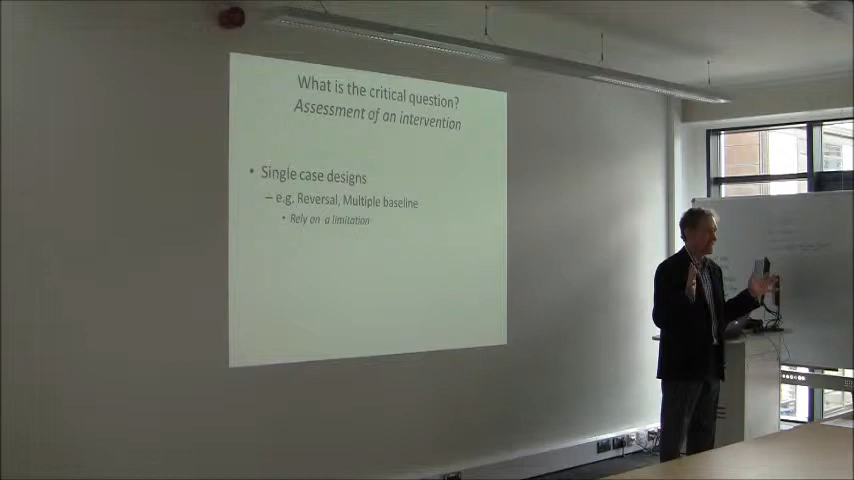 What is the critical question?
Assessment of an intervention
• Single case designs
– e.g. Reversal, Multiple baseline
• Rely on a limitation